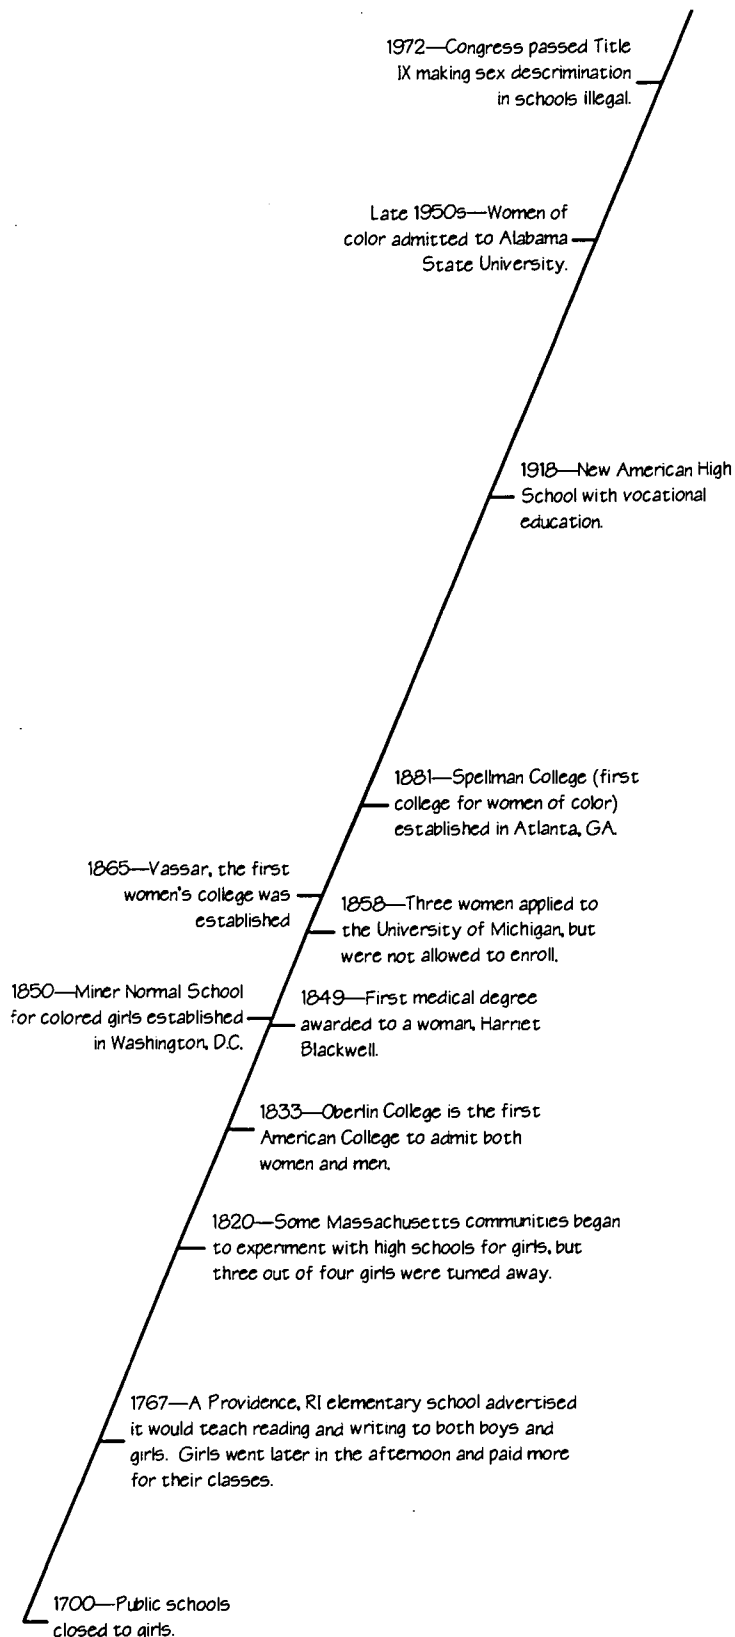 1972—Congress passed Title
IX making sex descrimination
in schools illegal.
Late 1950s—Women of
color admitted to Alabama
State University.
1918—New American High
School with vocational
education.
1881—Spellman College (first
college for women of color)
established in Atlanta, GA.
1865—Vassar, the first
women's college was
established
1858—Three women applied to
the University of Michigan, but
were not allowed to enroll.
1850—Miner Normal School
for colored girls established
in Washington, D.C.
1849—First medical degree
awarded to a woman, Harriet
Blackwell.
1833—Oberlin College is the first
American College to admit both
women and men.
1820—Some Massachusetts communities began
to experiment with high schools for girls, but
three out of four girls were turned away.
1767—A Providence, RI elementary school advertised
it would teach reading and writing to both boys and
girls. Girls went later in the afternoon and paid more
for their classes.
1700—Public schools
closed to girls.